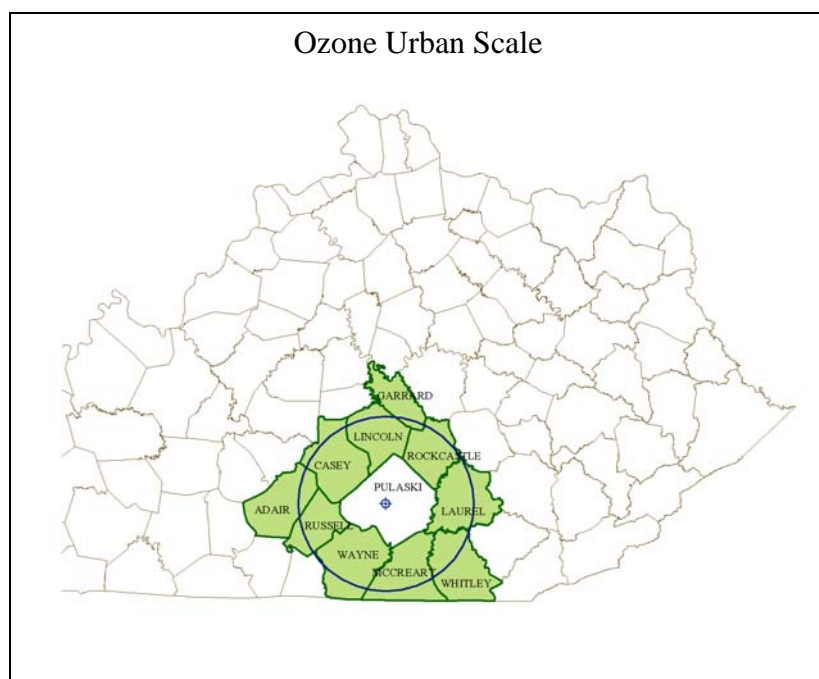 Ozone Urban Scale
GARRARD
LINCOLN
ROCKCASTLE
CASEY
PULASKI
ADAIR
LAUREL
RUSSELL
WAYNE
MCCREARY
WHITLEY